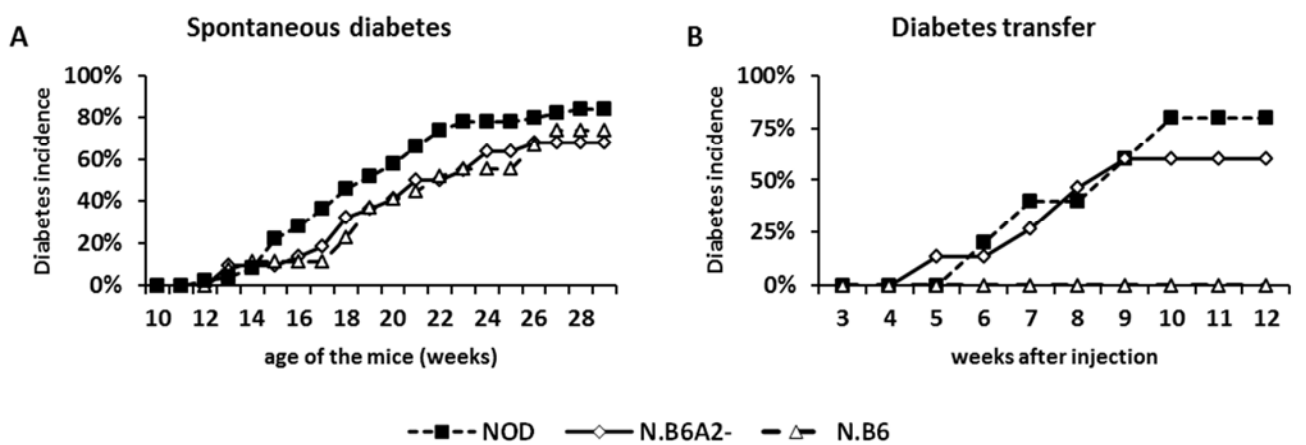 A
Spontaneous diabetes
100%
80%
60%
40%
20%
0%
Diabetes incidence
10 12 14 16 18 20 22 24 26 28
age of the mice (weeks)
B
Diabetes transfer
100%
75%
50%
25%
0%
Diabetes incidence
3 4 5 6 7 8 9 10 11 12
weeks after injection
NOD N.B6A2- N.B6